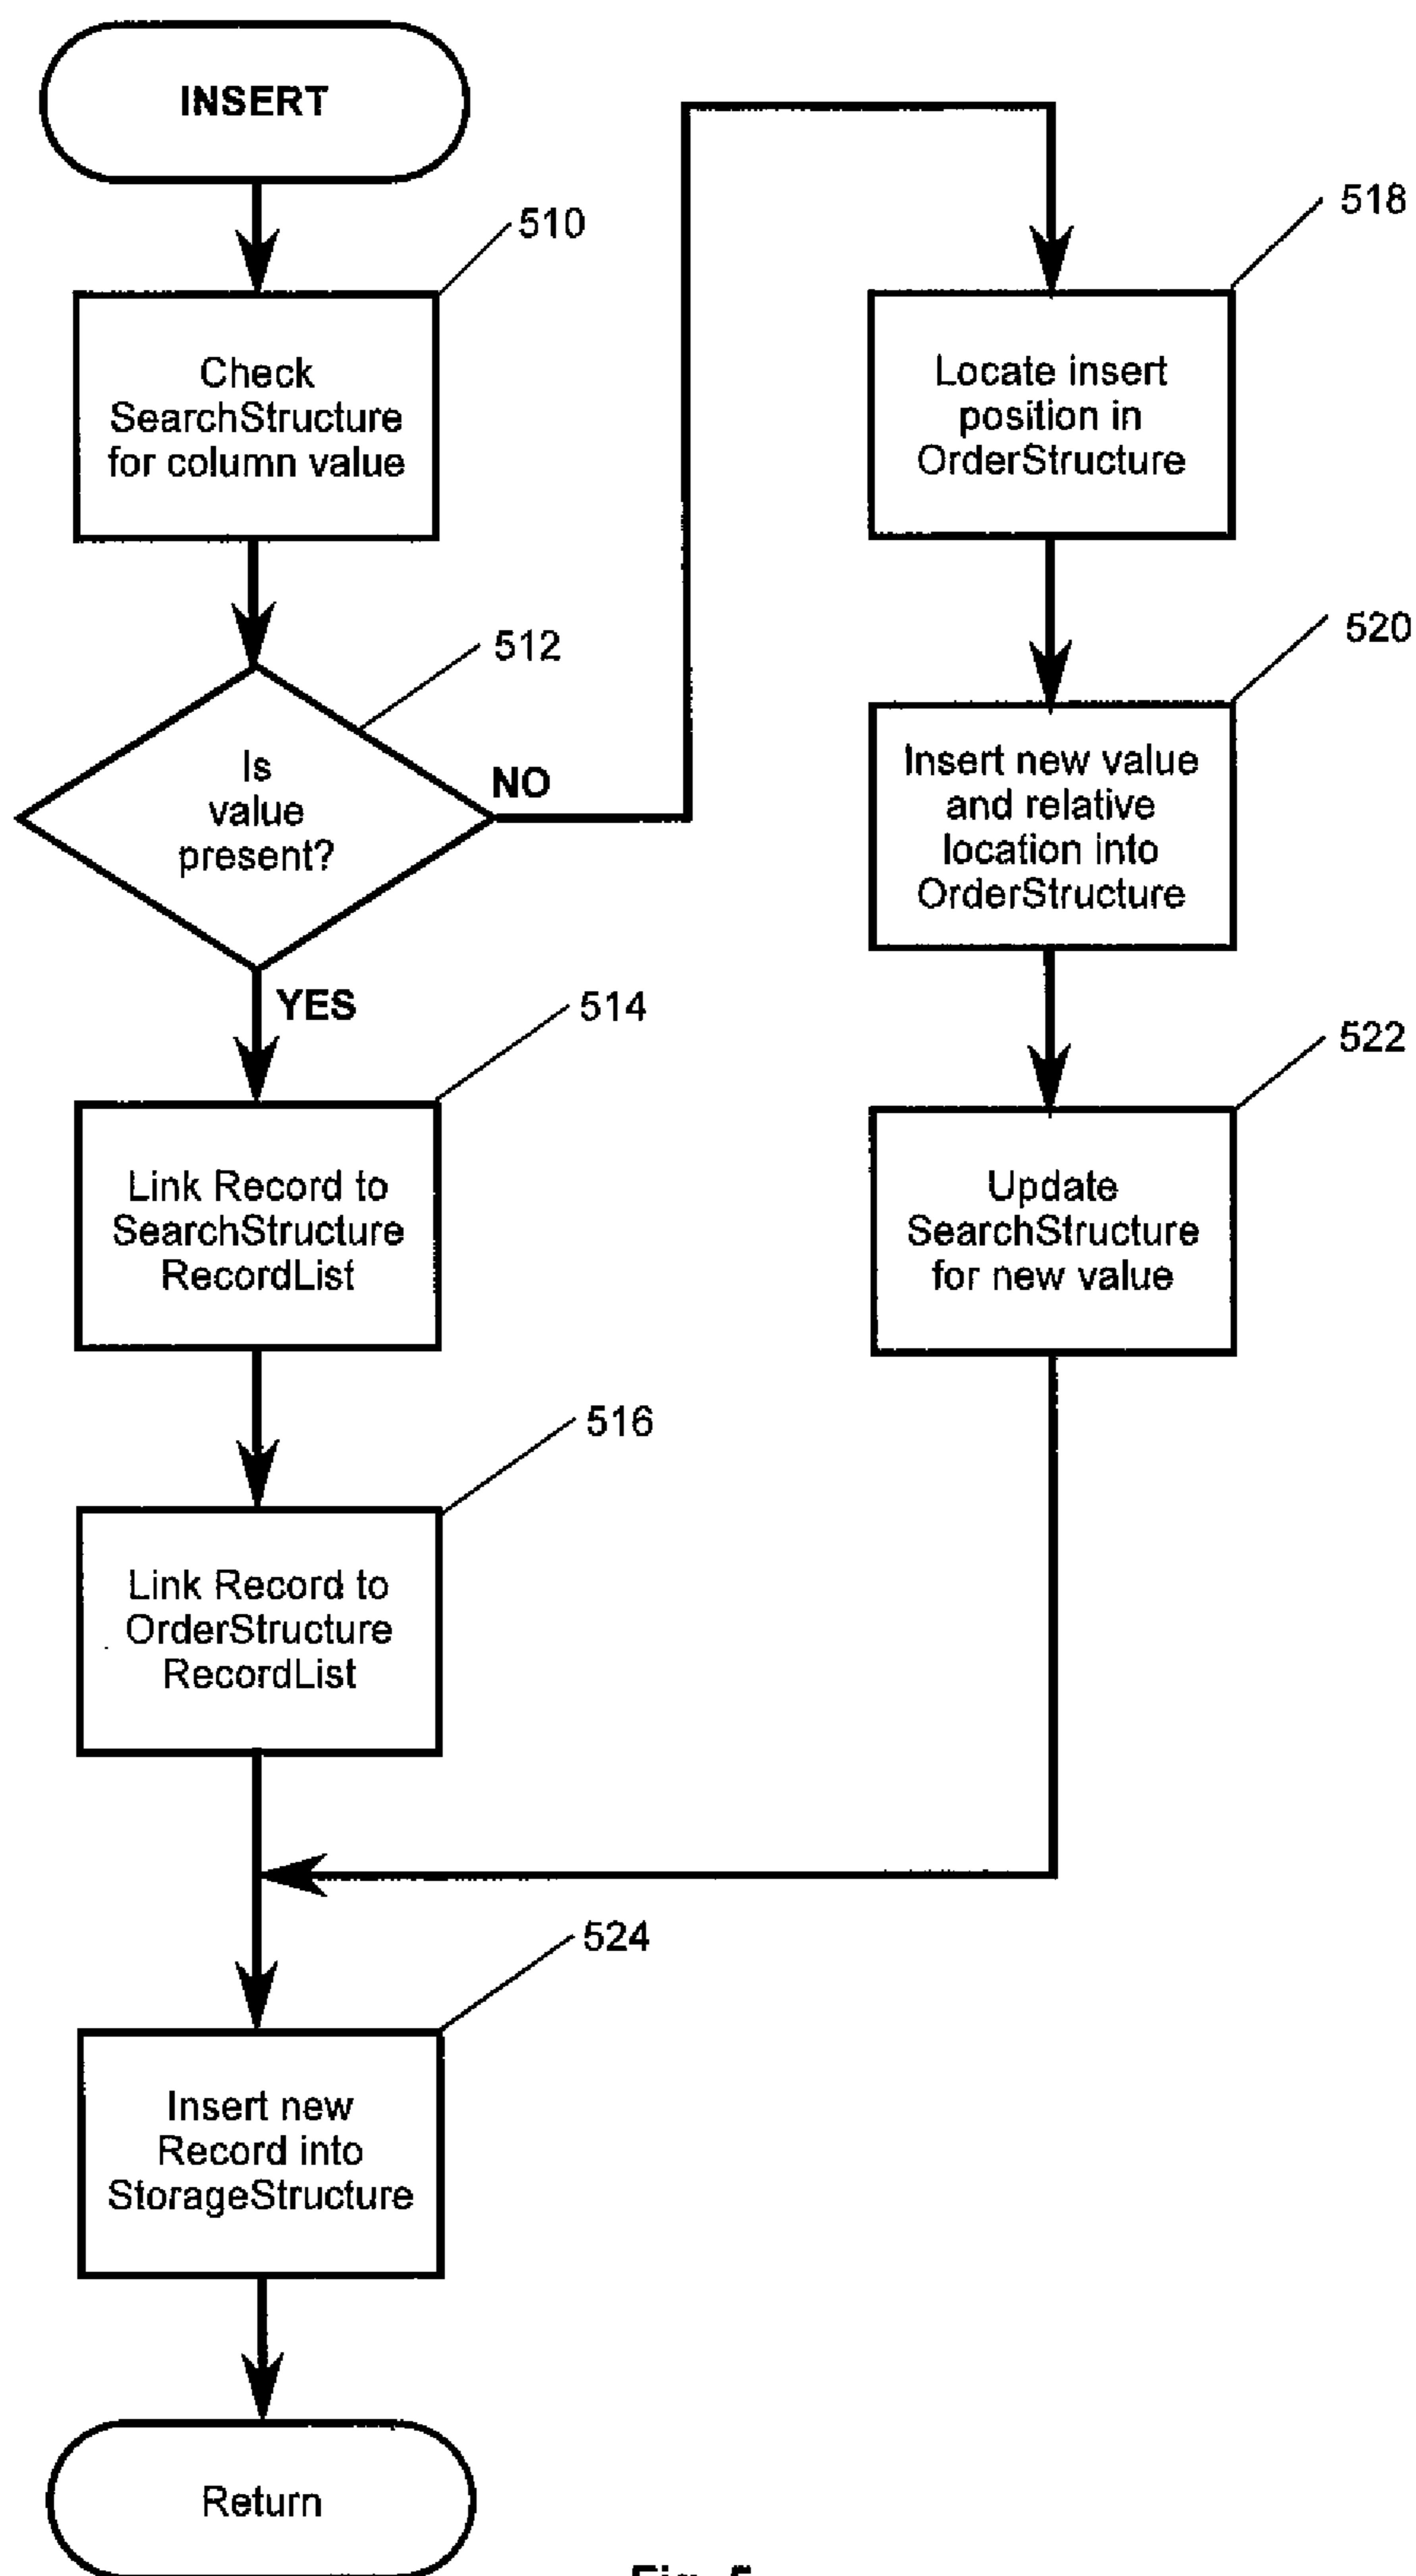 INSERT
510
Check
SearchStructure
for column value
512
Is
value
present?
NO
YES
514
Link Record to
SearchStructure
RecordList
516
Link Record to
OrderStructure
RecordList
518
Locate insert
position in
OrderStructure
520
Insert new value
and relative
location into
OrderStructure
522
Update
SearchStructure
for new value
524
Insert new
Record into
StorageStructure
Return
Fig. 5